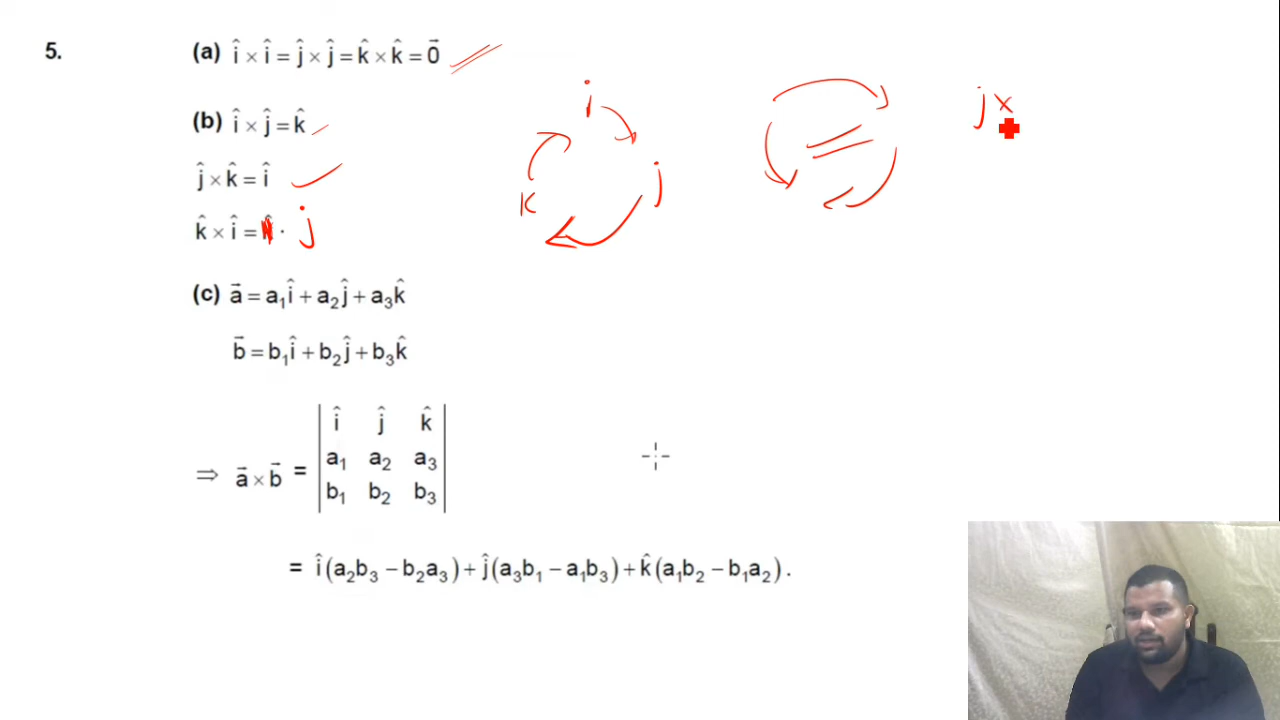 5. (a) î × î = ĵ × ĵ = k̂ × k̂ = 0⃗
(b) î × ĵ = k̂
ĵ × k̂ = î
k̂ × î = . j
i
j
k
j ×
(c) a⃗ = a₁î + a₂ĵ + a₃k̂
b⃗ = b₁î + b₂ĵ + b₃k̂
î ĵ k̂
⇒ a⃗ × b⃗ = | a₁ a₂ a₃ |
b₁ b₂ b₃
= î(a₂b₃ − b₂a₃) + ĵ(a₃b₁ − a₁b₃) + k̂(a₁b₂ − b₁a₂).